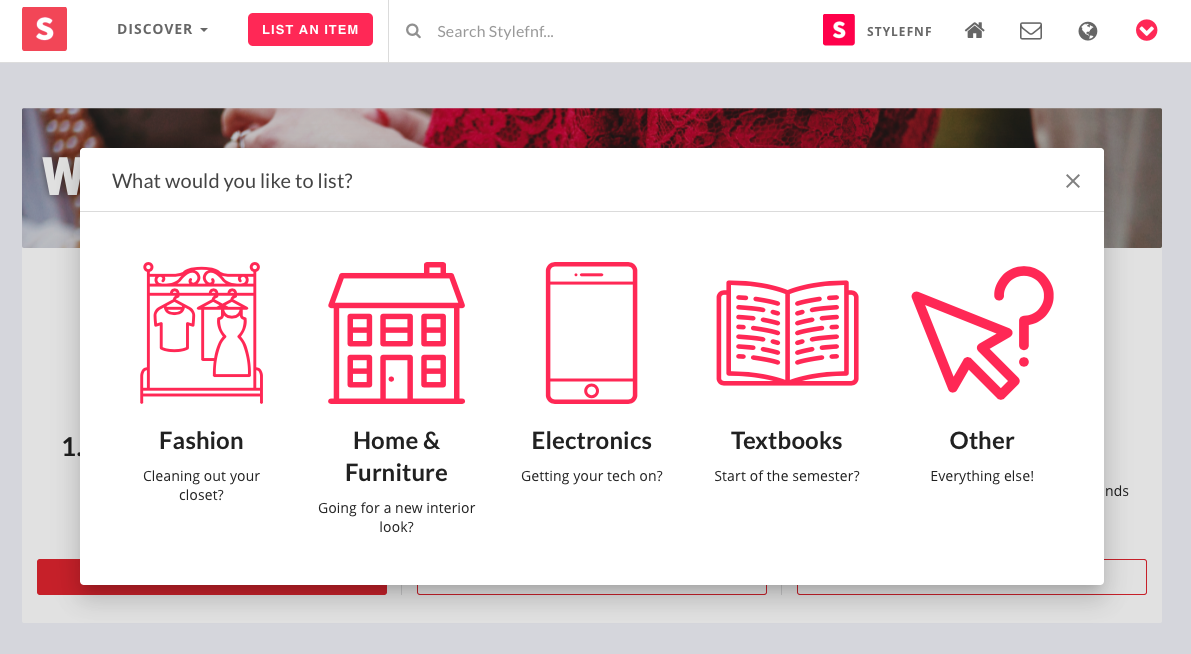 S
DISCOVER
LIST AN ITEM
Search Stylefnf...
S
STYLEFNF
W
What would you like to list?
Fashion
Cleaning out your
closet?
Home &
Furniture
Going for a new interior
look?
Electronics
Getting your tech on?
Textbooks
Start of the semester?
Other
Everything else!
1.
nds